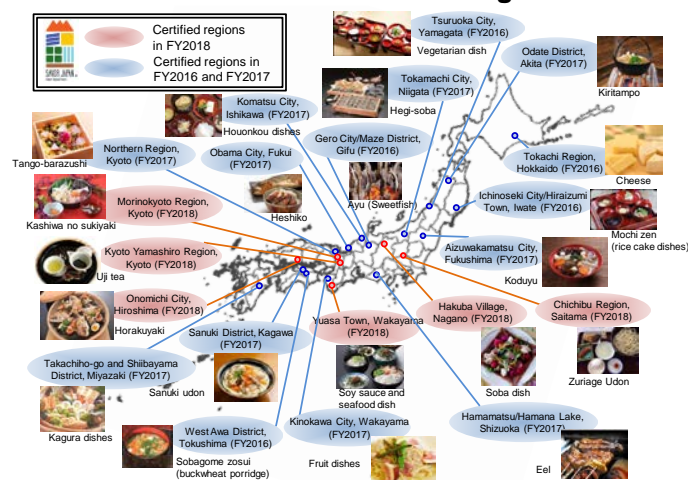 Certified regions
in FY2018
Certified regions in
FY2016 and FY2017
SAVOR JAPAN
Tsuruoka City,
Yamagata (FY2016)
Vegetarian dish
Odate District,
Akita (FY2017)
Kiritampo
Tokamachi City,
Niigata (FY2017)
Hegi-soba
Komatsu City,
Ishikawa (FY2017)
Houonkou dishes
Gero City/Maze District,
Gifu (FY2016)
Ayu (Sweetfish)
Northern Region,
Kyoto (FY2017)
Tango-barazushi
Obama City, Fukui
(FY2017)
Heshiko
Tokachi Region,
Hokkaido (FY2016)
Cheese
Morinokyoto Region,
Kyoto (FY2018)
Kashiwa no sukiyaki
Ichinoseki City/Hiraizumi
Town, Iwate (FY2016)
Mochi zen
(rice cake dishes)
Kyoto Yamashiro Region,
Kyoto (FY2018)
Uji tea
Aizuwakamatsu City,
Fukushima (FY2017)
Koduyu
Onomichi City,
Hiroshima (FY2018)
Horakuyaki
Sanuki District, Kagawa
(FY2017)
Sanuki udon
Yuasa Town, Wakayama
(FY2018)
Soy sauce and
seafood dish
Hakuba Village,
Nagano (FY2018)
Soba dish
Chichibu Region,
Saitama (FY2018)
Zuriage Udon
Takachiho-go and Shiibayama
District, Miyazaki (FY2017)
Kagura dishes
West Awa District,
Tokushima (FY2016)
Sobagome zosui
(buckwheat porridge)
Kinokawa City, Wakayama
(FY2017)
Fruit dishes
Hamamatsu/Hamana Lake,
Shizuoka (FY2017)
Eel